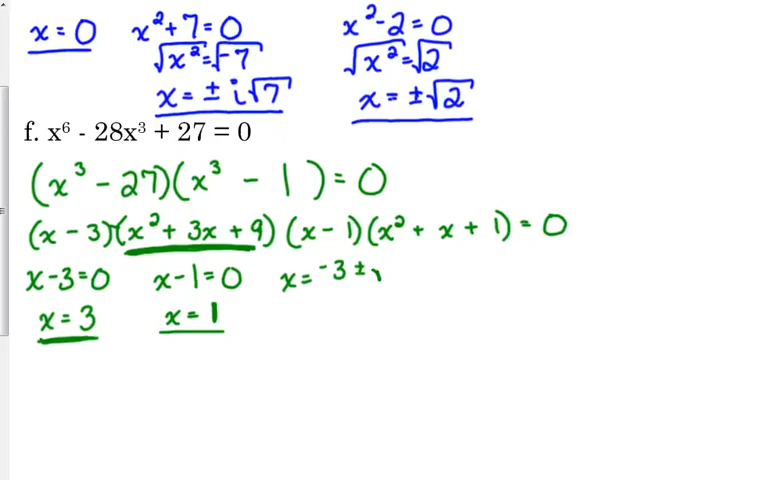 x = 0 x² + 7 = 0 x² - 2 = 0
√x² = √-7 √x² = √2
x = ± i√7 x = ±√2
f. x⁶ - 28x³ + 27 = 0
(x³ - 27)(x³ - 1) = 0
(x - 3)(x² + 3x + 9)(x - 1)(x² + x + 1) = 0
x - 3 = 0 x - 1 = 0 x = -3 ±
x = 3 x = 1